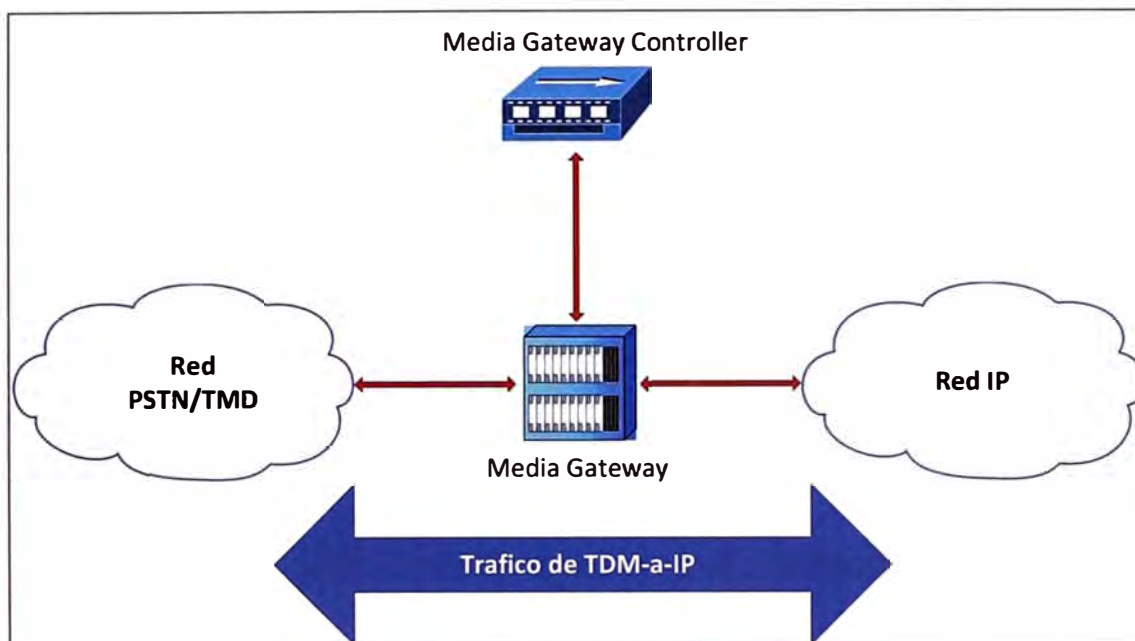 Media Gateway Controller
Red
PSTN/TMD
Red IP
Media Gateway
Trafico de TDM-a-IP